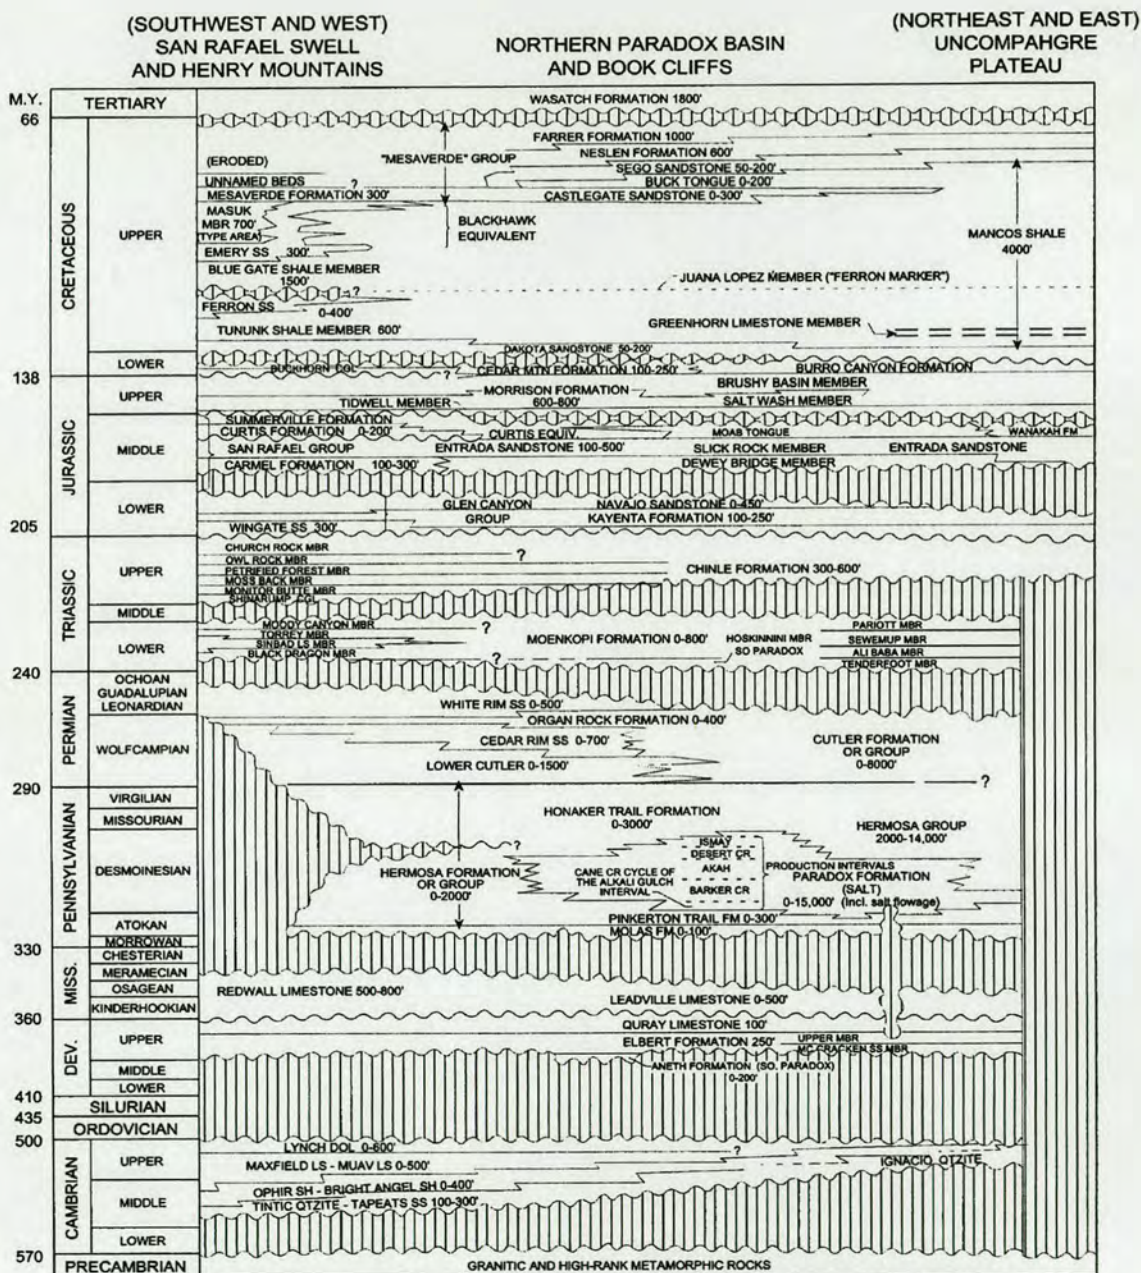 (SOUTHWEST AND WEST)
SAN RAFAEL SWELL
AND HENRY MOUNTAINS
NORTHERN PARADOX BASIN
AND BOOK CLIFFS
(NORTHEAST AND EAST)
UNCOMPAHGRE
PLATEAU
M.Y.
66
TERTIARY
WASATCH FORMATION 1800'
CRETACEOUS
UPPER
FARRER FORMATION 1000'
(ERODED)
"MESAVERDE" GROUP
NESLEN FORMATION 600'
SEGO SANDSTONE 50-200'
UNNAMED BEDS ?
BUCK TONGUE 0-200'
MESAVERDE FORMATION 300'
CASTLEGATE SANDSTONE 0-300'
MASUK
MBR 700'
(TYPE AREA)
BLACKHAWK
EQUIVALENT
MANCOS SHALE
4000'
EMERY SS 300'
BLUE GATE SHALE MEMBER
1500'
JUANA LOPEZ MEMBER ("FERRON MARKER")
?
FERRON SS 0-400'
GREENHORN LIMESTONE MEMBER
TUNUNK SHALE MEMBER 600'
DAKOTA SANDSTONE 50-200'
LOWER
BUCKHORN CGL ?
CEDAR MTN FORMATION 100-250'
BURRO CANYON FORMATION
138
JURASSIC
UPPER
MORRISON FORMATION
600-800'
BRUSHY BASIN MEMBER
TIDWELL MEMBER
SALT WASH MEMBER
MIDDLE
SUMMERVILLE FORMATION
CURTIS FORMATION 0-200'
CURTIS EQUIV.
MOAB TONGUE
WANAKAH FM
SAN RAFAEL GROUP
ENTRADA SANDSTONE 100-500'
SLICK ROCK MEMBER
ENTRADA SANDSTONE
CARMEL FORMATION 100-300'
DEWEY BRIDGE MEMBER
LOWER
GLEN CANYON
GROUP
NAVAJO SANDSTONE 0-450'
KAYENTA FORMATION 100-250'
WINGATE SS 300'
205
TRIASSIC
UPPER
CHURCH ROCK MBR
?
OWL ROCK MBR
PETRIFIED FOREST MBR
CHINLE FORMATION 300-600'
MOSS BACK MBR
MONITOR BUTTE MBR
SHINARUMP CGL
MIDDLE
LOWER
MOODY CANYON MBR ?
TORREY MBR
SINBAD LS MBR
BLACK DRAGON MBR
?
MOENKOPI FORMATION 0-800'
HOSKINNINI MBR
SO PARADOX
PARIOTT MBR
SEWEMUP MBR
ALI BABA MBR
TENDERFOOT MBR
240
PERMIAN
OCHOAN
GUADALUPIAN
LEONARDIAN
WHITE RIM SS 0-500'
ORGAN ROCK FORMATION 0-400'
WOLFCAMPIAN
CEDAR RIM SS 0-700'
CUTLER FORMATION
OR GROUP
0-8000'
LOWER CUTLER 0-1500'
290
?
PENNSYLVANIAN
VIRGILIAN
MISSOURIAN
HONAKER TRAIL FORMATION
0-3000'
HERMOSA GROUP
2000-14,000'
DESMOINESIAN
?
HERMOSA FORMATION
OR GROUP
0-2000'
CANE CR CYCLE OF
THE ALKALI GULCH
INTERVAL
ISMAY
DESERT CR
AKAH
BARKER CR
PRODUCTION INTERVALS
PARADOX FORMATION
(SALT)
0-15,000' (Incl. salt flowage)
ATOKAN
PINKERTON TRAIL FM 0-300'
MOLAS FM 0-100'
MORROWAN
330
MISS.
CHESTERIAN
MERAMECIAN
OSAGEAN
KINDERHOOKIAN
REDWALL LIMESTONE 500-800'
LEADVILLE LIMESTONE 0-500'
360
DEV.
UPPER
QURAY LIMESTONE 100'
ELBERT FORMATION 250'
UPPER MBR
MC CRACKEN SS MBR
MIDDLE
ANETH FORMATION (SO. PARADOX)
0-200'
LOWER
410
SILURIAN
435
ORDOVICIAN
500
CAMBRIAN
UPPER
LYNCH DOL 0-600'
?
MAXFIELD LS - MUAV LS 0-500'
IGNACIO QTZITE
MIDDLE
OPHIR SH - BRIGHT ANGEL SH 0-400'
TINTIC QTZITE - TAPEATS SS 100-300'
LOWER
570
PRECAMBRIAN
GRANITIC AND HIGH-RANK METAMORPHIC ROCKS